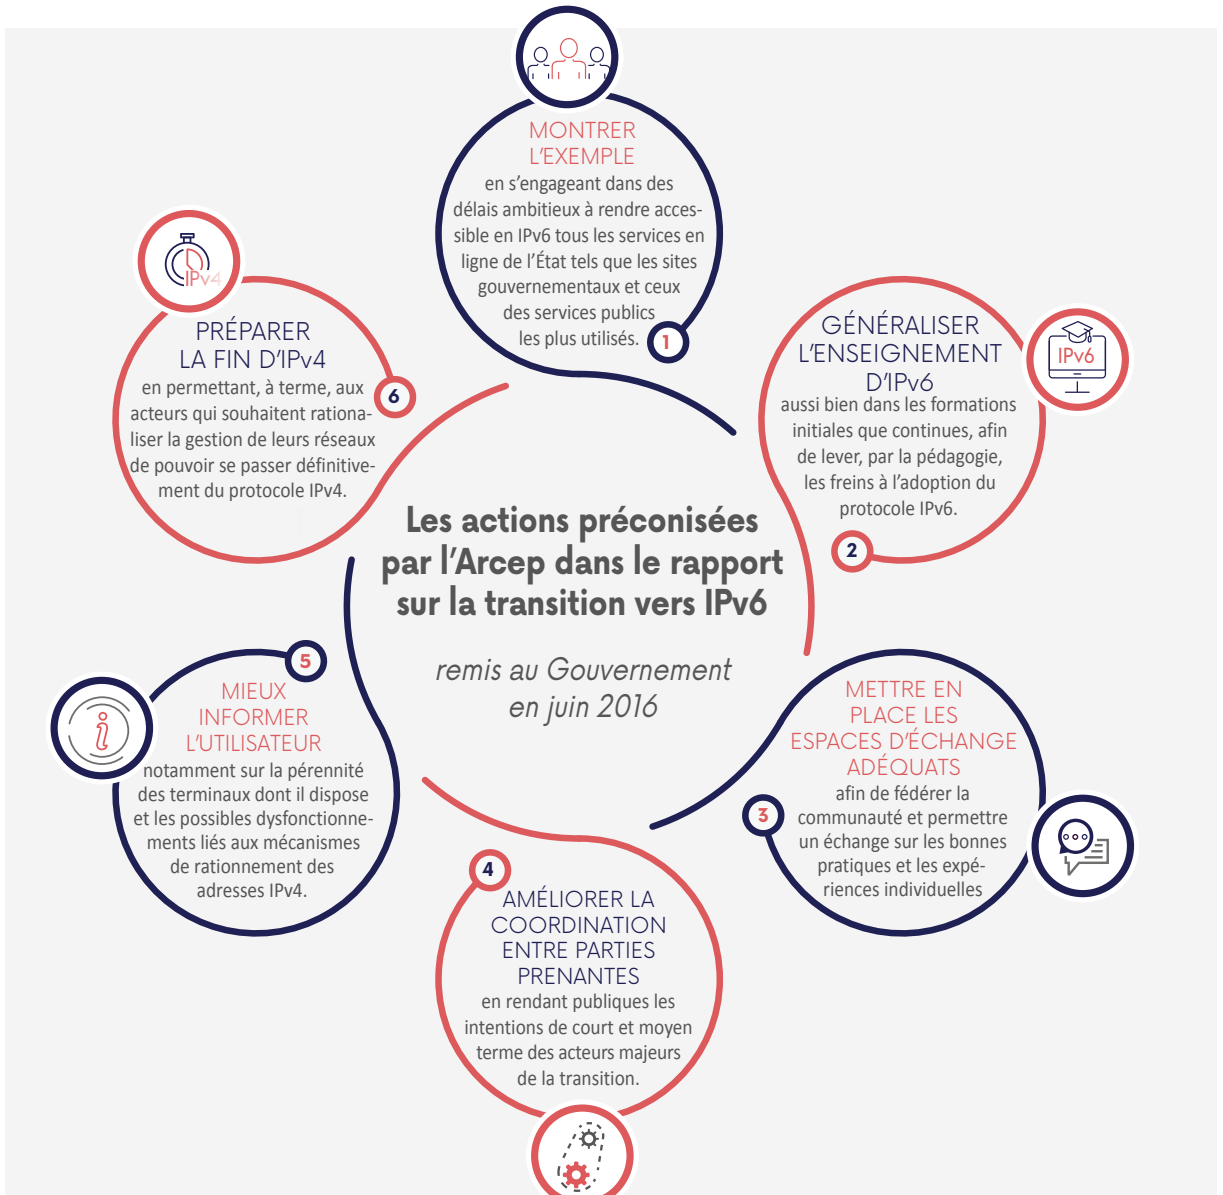 Les actions préconisées
par l'Arcep dans le rapport
sur la transition vers IPv6
remis au Gouvernement
en juin 2016
MONTRER
L'EXEMPLE
en s'engageant dans des
délais ambitieux à rendre acces-
sible en IPv6 tous les services en
ligne de l'État tels que les sites
gouvernementaux et ceux
des services publics
les plus utilisés.
1
GÉNÉRALISER
L'ENSEIGNEMENT
D'IPv6
aussi bien dans les formations
initiales que continues, afin
de lever, par la pédagogie,
les freins à l'adoption du
protocole IPv6.
2
IPv6
METTRE EN
PLACE LES
ESPACES D'ÉCHANGE
ADÉQUATS
afin de fédérer la
communauté et permettre
un échange sur les bonnes
pratiques et les expé-
riences individuelles
3
4
AMÉLIORER LA
COORDINATION
ENTRE PARTIES
PRENANTES
en rendant publiques les
intentions de court et moyen
terme des acteurs majeurs
de la transition.
5
MIEUX
INFORMER
L'UTILISATEUR
notamment sur la pérennité
des terminaux dont il dispose
et les possibles dysfonctionne-
ments liés aux mécanismes
de rationnement des
adresses IPv4.
i
IPv4
PRÉPARER
LA FIN D'IPv4
en permettant, à terme, aux
acteurs qui souhaitent rationa-
liser la gestion de leurs réseaux
de pouvoir se passer définitive-
ment du protocole IPv4.
6